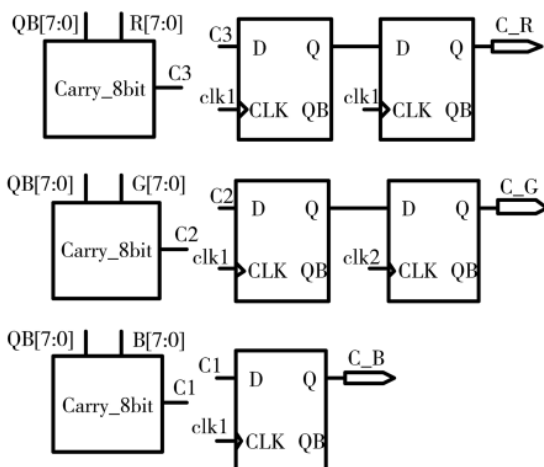 QB[7:0] R[7:0]
Carry_8bit
C3
C3
D Q
clk1
CLK QB
D Q
clk1
CLK QB
C_R
QB[7:0] G[7:0]
Carry_8bit
C2
C2
D Q
clk1
CLK QB
D Q
clk2
CLK QB
C_G
QB[7:0] B[7:0]
Carry_8bit
C1
C1
D Q
clk1
CLK QB
C_B